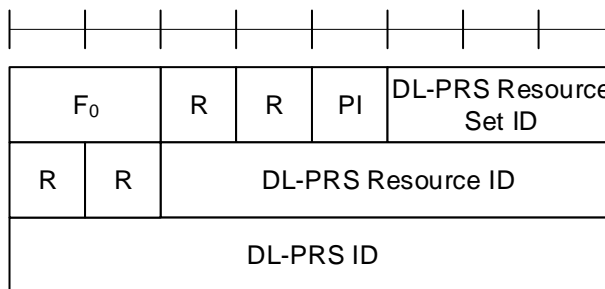 F₀ R R PI DL-PRS Resource
Set ID
R R DL-PRS Resource ID
DL-PRS ID